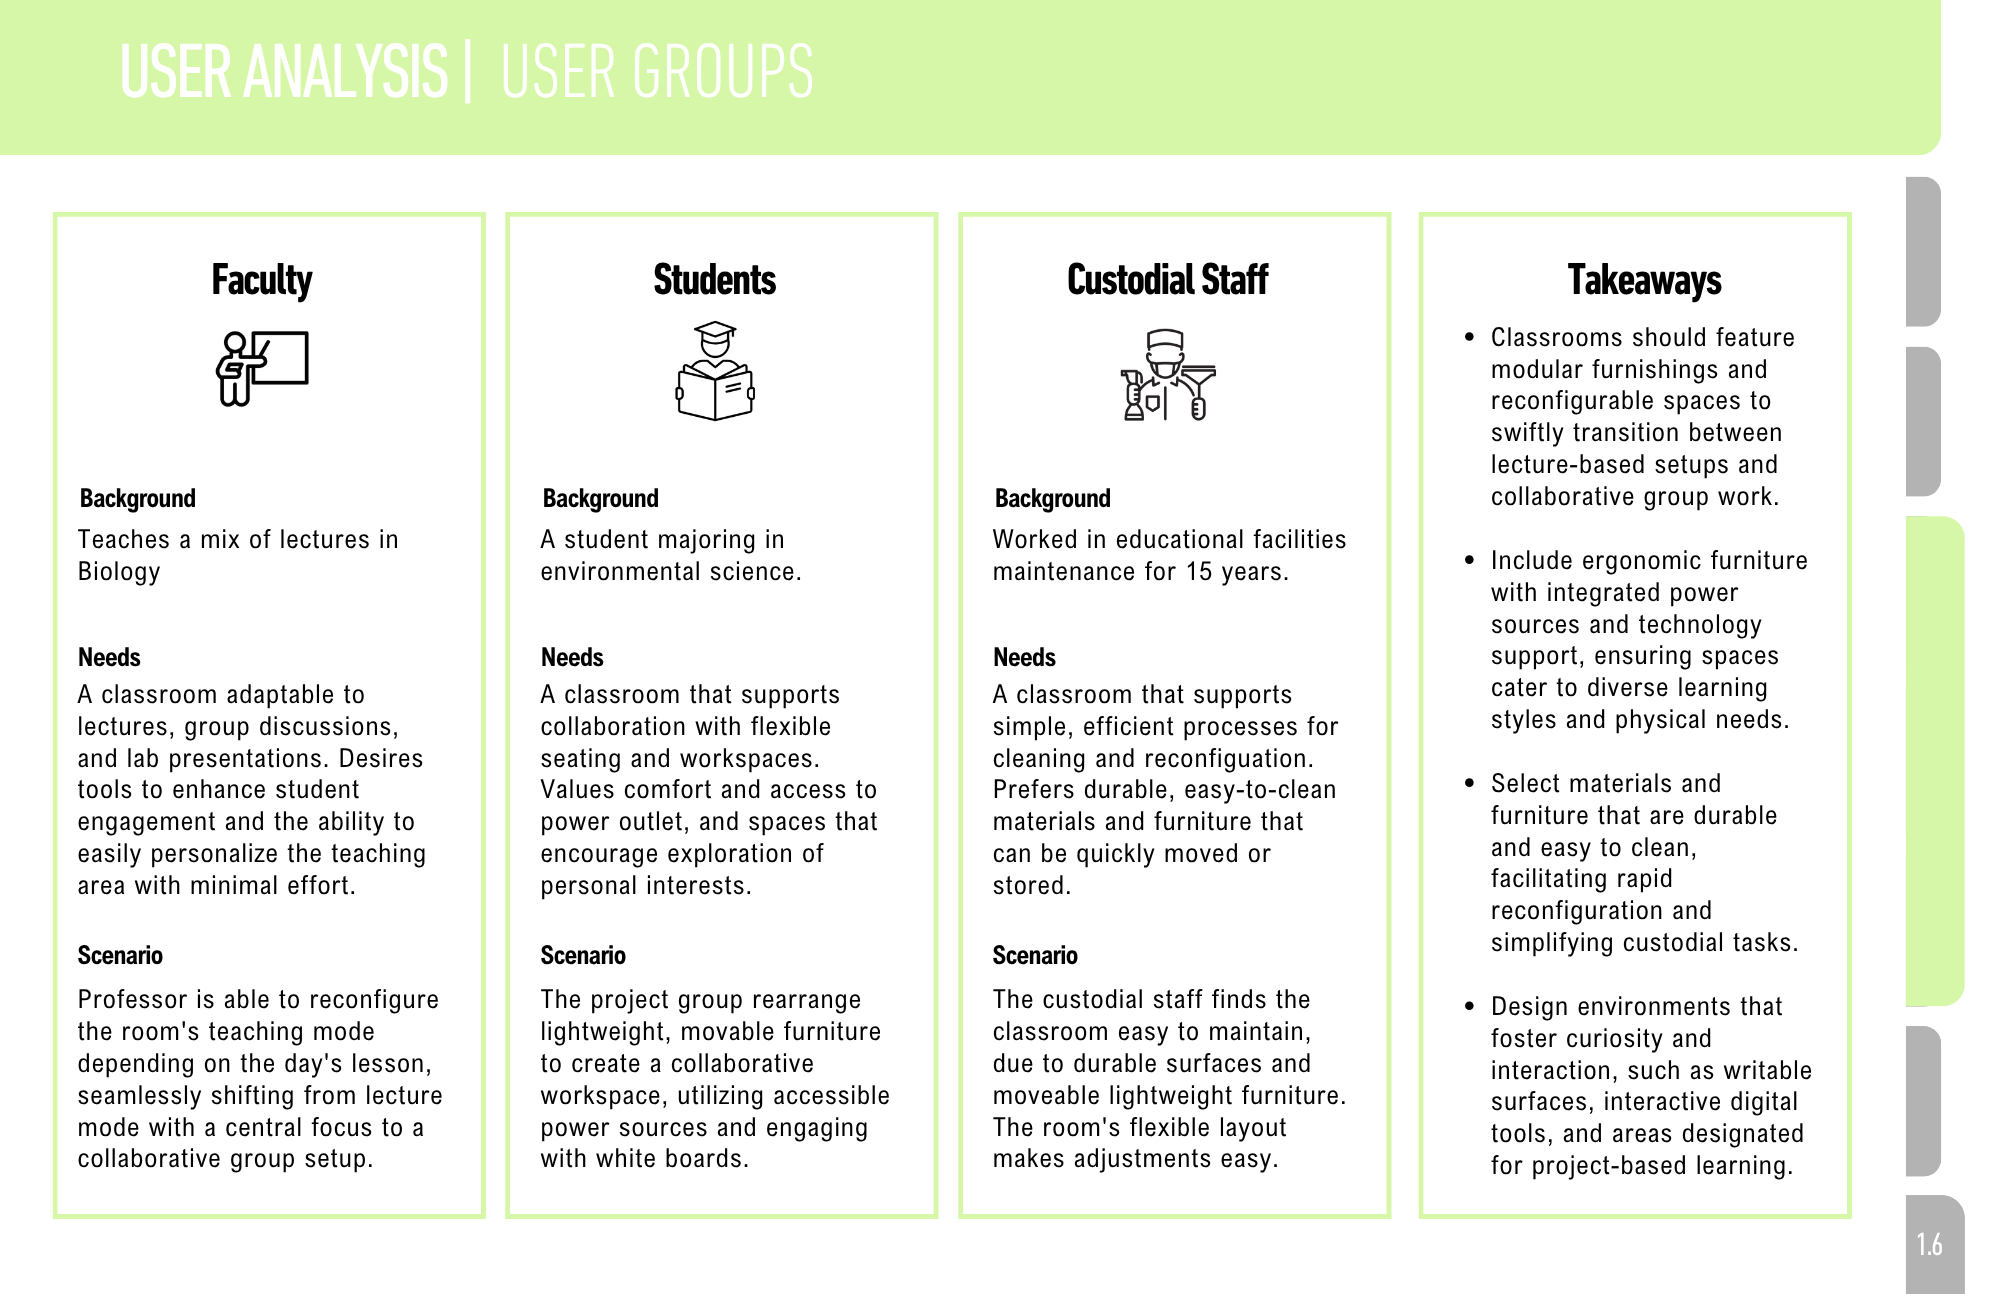 USER ANALYSIS | USER GROUPS
Faculty
Background
Teaches a mix of lectures in
Biology
Needs
A classroom adaptable to
lectures, group discussions,
and lab presentations. Desires
tools to enhance student
engagement and the ability to
easily personalize the teaching
area with minimal effort.
Scenario
Professor is able to reconfigure
the room's teaching mode
depending on the day's lesson,
seamlessly shifting from lecture
mode with a central focus to a
collaborative group setup.
Students
Background
A student majoring in
environmental science.
Needs
A classroom that supports
collaboration with flexible
seating and workspaces.
Values comfort and access to
power outlet, and spaces that
encourage exploration of
personal interests.
Scenario
The project group rearrange
lightweight, movable furniture
to create a collaborative
workspace, utilizing accessible
power sources and engaging
with white boards.
Custodial Staff
Background
Worked in educational facilities
maintenance for 15 years.
Needs
A classroom that supports
simple, efficient processes for
cleaning and reconfiguation.
Prefers durable, easy-to-clean
materials and furniture that
can be quickly moved or
stored.
Scenario
The custodial staff finds the
classroom easy to maintain,
due to durable surfaces and
moveable lightweight furniture.
The room's flexible layout
makes adjustments easy.
Takeaways
• Classrooms should feature
modular furnishings and
reconfigurable spaces to
swiftly transition between
lecture-based setups and
collaborative group work.
• Include ergonomic furniture
with integrated power
sources and technology
support, ensuring spaces
cater to diverse learning
styles and physical needs.
• Select materials and
furniture that are durable
and easy to clean,
facilitating rapid
reconfiguration and
simplifying custodial tasks.
• Design environments that
foster curiosity and
interaction, such as writable
surfaces, interactive digital
tools, and areas designated
for project-based learning.
1.6